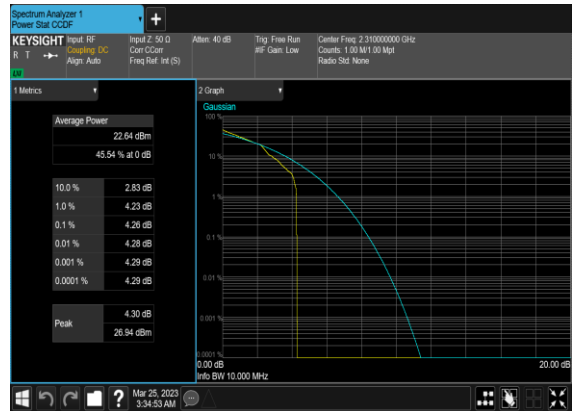 Spectrum Analyzer 1
Power Stat CCDF
KEYSIGHT
R T
LV
Input: RF
Coupling: DC
Align: Auto
Input Z: 50 Ω
Corr CCorr
Freq Ref: Int (S)
Atten: 40 dB
Trig: Free Run
#IF Gain: Low
Center Freq: 2.310000000 GHz
Counts: 1.00 M/1.00 Mpt
Radio Std: None
1 Metrics
Average Power
22.64 dBm
45.54 % at 0 dB
10.0 % 2.83 dB
1.0 % 4.23 dB
0.1 % 4.26 dB
0.01 % 4.28 dB
0.001 % 4.29 dB
0.0001 % 4.29 dB
Peak
4.30 dB
26.94 dBm
2 Graph
Gaussian
100 %
10 %
1 %
0.1 %
0.01 %
0.001 %
0.0001 %
0.00 dB 20.00 dB
Info BW 10.000 MHz
? Mar 25, 2023
3:34:53 AM